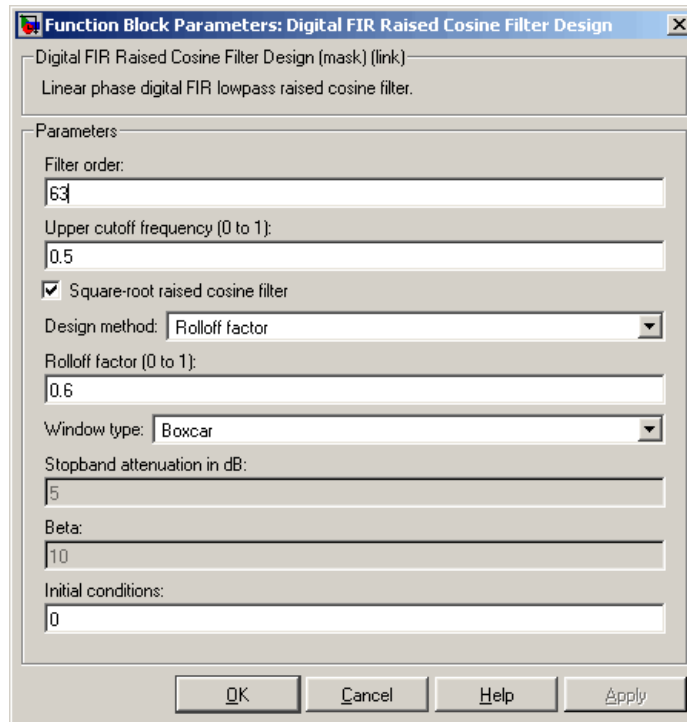 Function Block Parameters: Digital FIR Raised Cosine Filter Design
Digital FIR Raised Cosine Filter Design (mask) (link)
Linear phase digital FIR lowpass raised cosine filter.
Parameters
Filter order:
63
Upper cutoff frequency (0 to 1):
0.5
Square-root raised cosine filter
Design method: Rolloff factor
Rolloff factor (0 to 1):
0.6
Window type: Boxcar
Stopband attenuation in dB:
5
Beta:
10
Initial conditions:
0
OK Cancel Help Apply